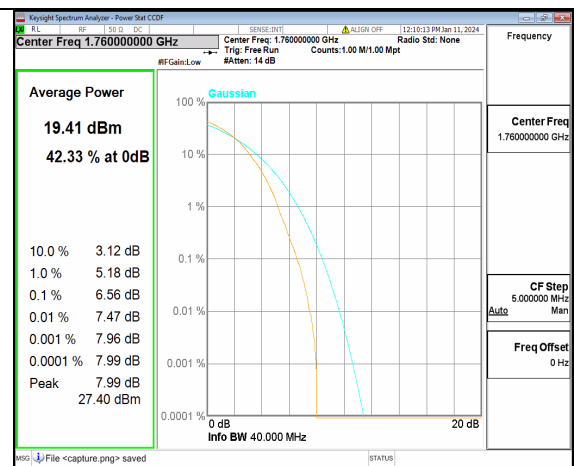 Keysight Spectrum Analyzer - Power Stat CCDF
RL RF 50 Ω DC SENSE:INT ALIGN OFF 12:10:13 PM Jan 11, 2024
Center Freq 1.760000000 GHz
Center Freq: 1.760000000 GHz Radio Std: None
Trig: Free Run Counts:1.00 M/1.00 Mpt
#IFGain:Low #Atten: 14 dB
Frequency
Average Power
19.41 dBm
42.33 % at 0dB
10.0 % 3.12 dB
1.0 % 5.18 dB
0.1 % 6.56 dB
0.01 % 7.47 dB
0.001 % 7.96 dB
0.0001 % 7.99 dB
Peak 7.99 dB
27.40 dBm
Gaussian
100 %
10 %
1 %
0.1 %
0.01 %
0.001 %
0.0001 %
0 dB 20 dB
Info BW 40.000 MHz
Center Freq
1.760000000 GHz
CF Step
5.000000 MHz
Auto Man
Freq Offset
0 Hz
MSG File <capture.png> saved STATUS